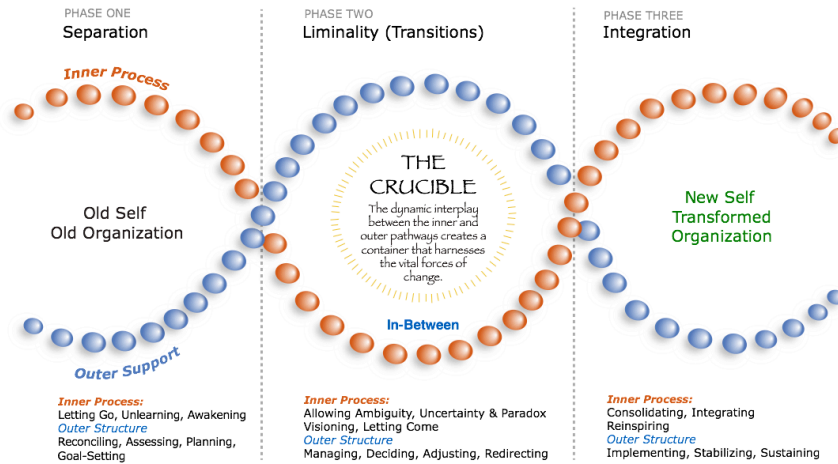 PHASE ONE
Separation
PHASE TWO
Liminality (Transitions)
PHASE THREE
Integration
Inner Process
Old Self
Old Organization
Outer Support
THE
CRUCIBLE
The dynamic interplay
between the inner and
outer pathways creates a
container that harnesses
the vital forces of
change.
In-Between
New Self
Transformed
Organization
Inner Process:
Letting Go, Unlearning, Awakening
Outer Structure
Reconciling, Assessing, Planning,
Goal-Setting
Inner Process:
Allowing Ambiguity, Uncertainty & Paradox
Visioning, Letting Come
Outer Structure
Managing, Deciding, Adjusting, Redirecting
Inner Process:
Consolidating, Integrating
Reinspiring
Outer Structure
Implementing, Stabilizing, Sustaining